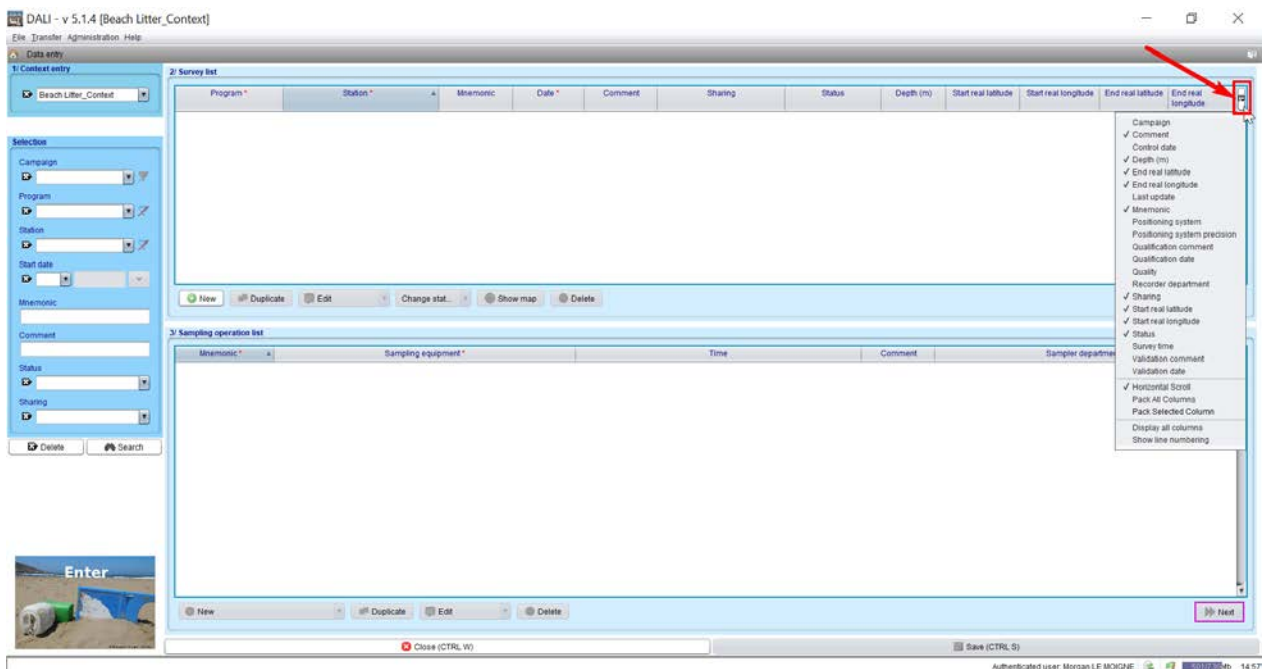 DALI - v 5.1.4 [Beach Litter_Context]
File Transfer Administration Help
Data entry
1/ Context entry
Beach Litter_Context
Selection
Campaign
Program
Station
Start date
Mnemonic
Comment
Status
Sharing
Delete Search
Enter
2/ Survey list
Program * Station * Mnemonic Date * Comment Sharing Status Depth (m) Start real latitude Start real longitude End real latitude End real longitude
Campaign
✓ Comment
Control date
✓ Depth (m)
✓ End real latitude
✓ End real longitude
Last update
✓ Mnemonic
Positioning system
Positioning system precision
Qualification comment
Qualification date
Quality
Recorder department
✓ Sharing
✓ Start real latitude
✓ Start real longitude
✓ Status
Survey time
Validation comment
Validation date
✓ Horizontal Scroll
Pack All Columns
Pack Selected Column
Display all columns
Show line numbering
New Duplicate Edit Change stat... Show map Delete
3/ Sampling operation list
Mnemonic * Sampling equipment * Time Comment Sampler
New Duplicate Edit Delete Next
Close (CTRL W) Save (CTRL S)
Authenticated user: Morgan LE MOIGNE 14:57